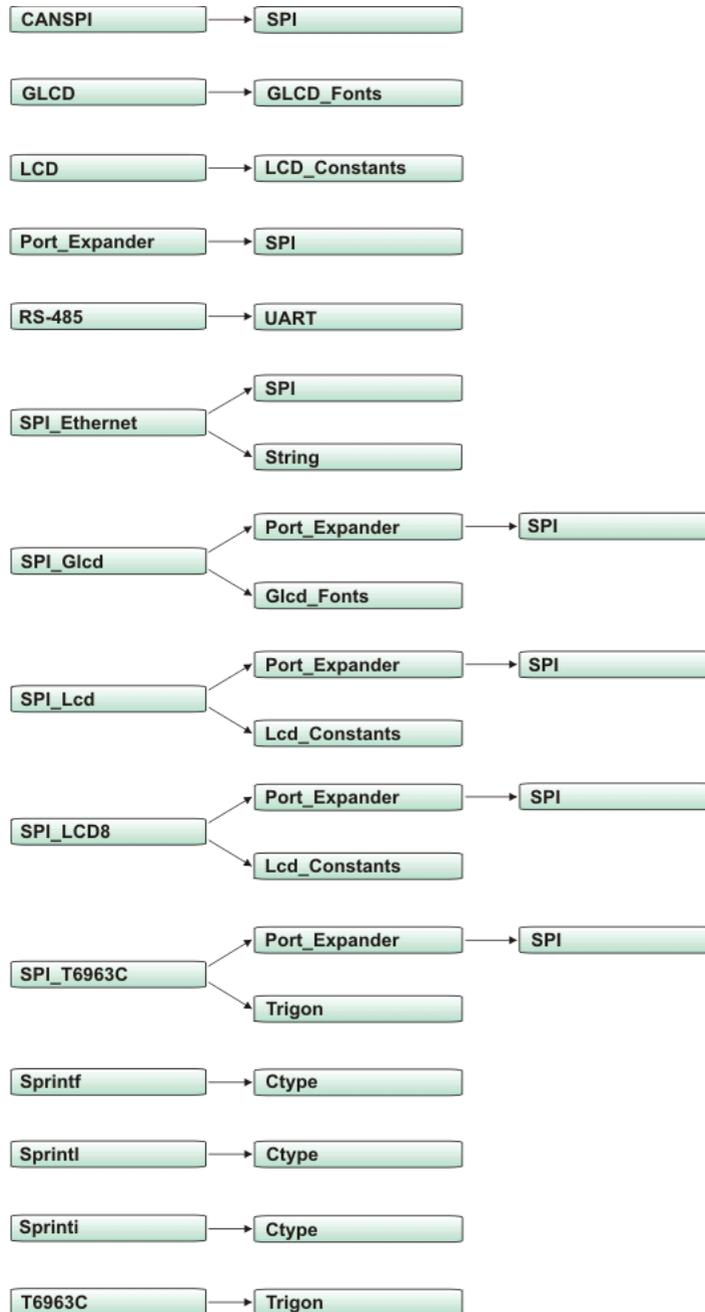 CANSPI SPI
GLCD GLCD_Fonts
LCD LCD_Constants
Port_Expander SPI
RS-485 UART
SPI
SPI_Ethernet
String
Port_Expander SPI
SPI_Glcd
Glcd_Fonts
Port_Expander SPI
SPI_Lcd
Lcd_Constants
Port_Expander SPI
SPI_LCD8
Lcd_Constants
Port_Expander SPI
SPI_T6963C
Trigon
Sprintf Ctype
Sprintl Ctype
Sprinti Ctype
T6963C Trigon